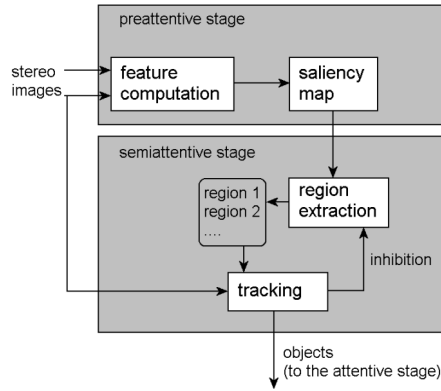 preattentive stage
stereo
images
feature
computation
saliency
map
semiattentive stage
region 1
region 2
....
region
extraction
inhibition
tracking
objects
(to the attentive stage)